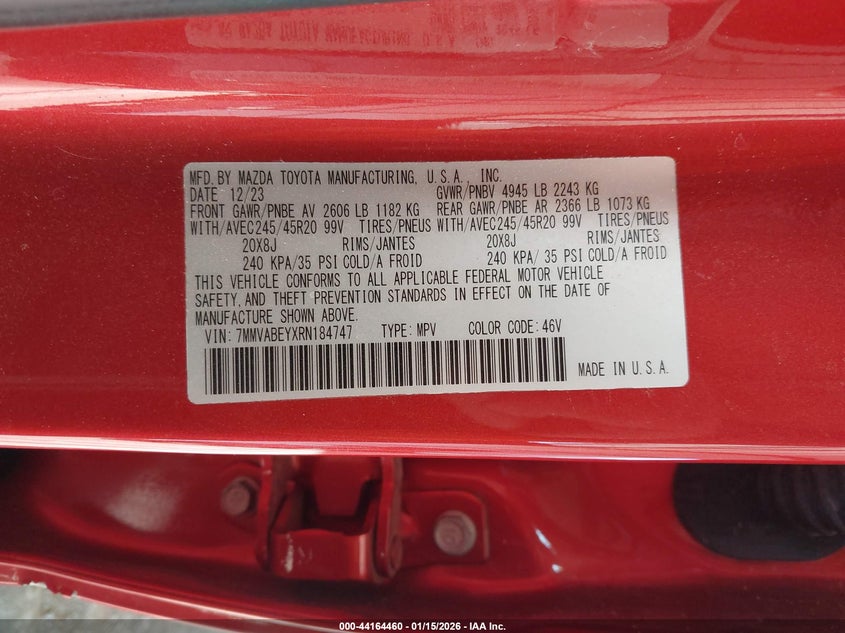 MFD. BY MAZDA TOYOTA MANUFACTURING, U.S.A., INC.
DATE 12/23 GVWR/PNBV 4945 LB 2243 KG
FRONT GAWR/PNBE AV 2606 LB 1182 KG REAR GAWR/PNBE AR 2366 LB 1073 KG
WITH/AVEC245/45R20 99V TIRES/PNEUS WITH/AVEC245/45R20 99V TIRES/PNEUS
20X8J RIMS/JANTES 20X8J RIMS/JANTES
240 KPA/35 PSI COLD/A FROID 240 KPA/ 35 PSI COLD/A FROID
THIS VEHICLE CONFORMS TO ALL APPLICABLE FEDERAL MOTOR VEHICLE
SAFETY, AND THEFT PREVENTION STANDARDS IN EFFECT ON THE DATE OF
MANUFACTURE SHOWN ABOVE.
VIN: 7MMVABEYXRN184747 TYPE: MPV COLOR CODE: 46V
MADE IN U.S.A.
000-44164460 - 01/15/2026 - IAA Inc.